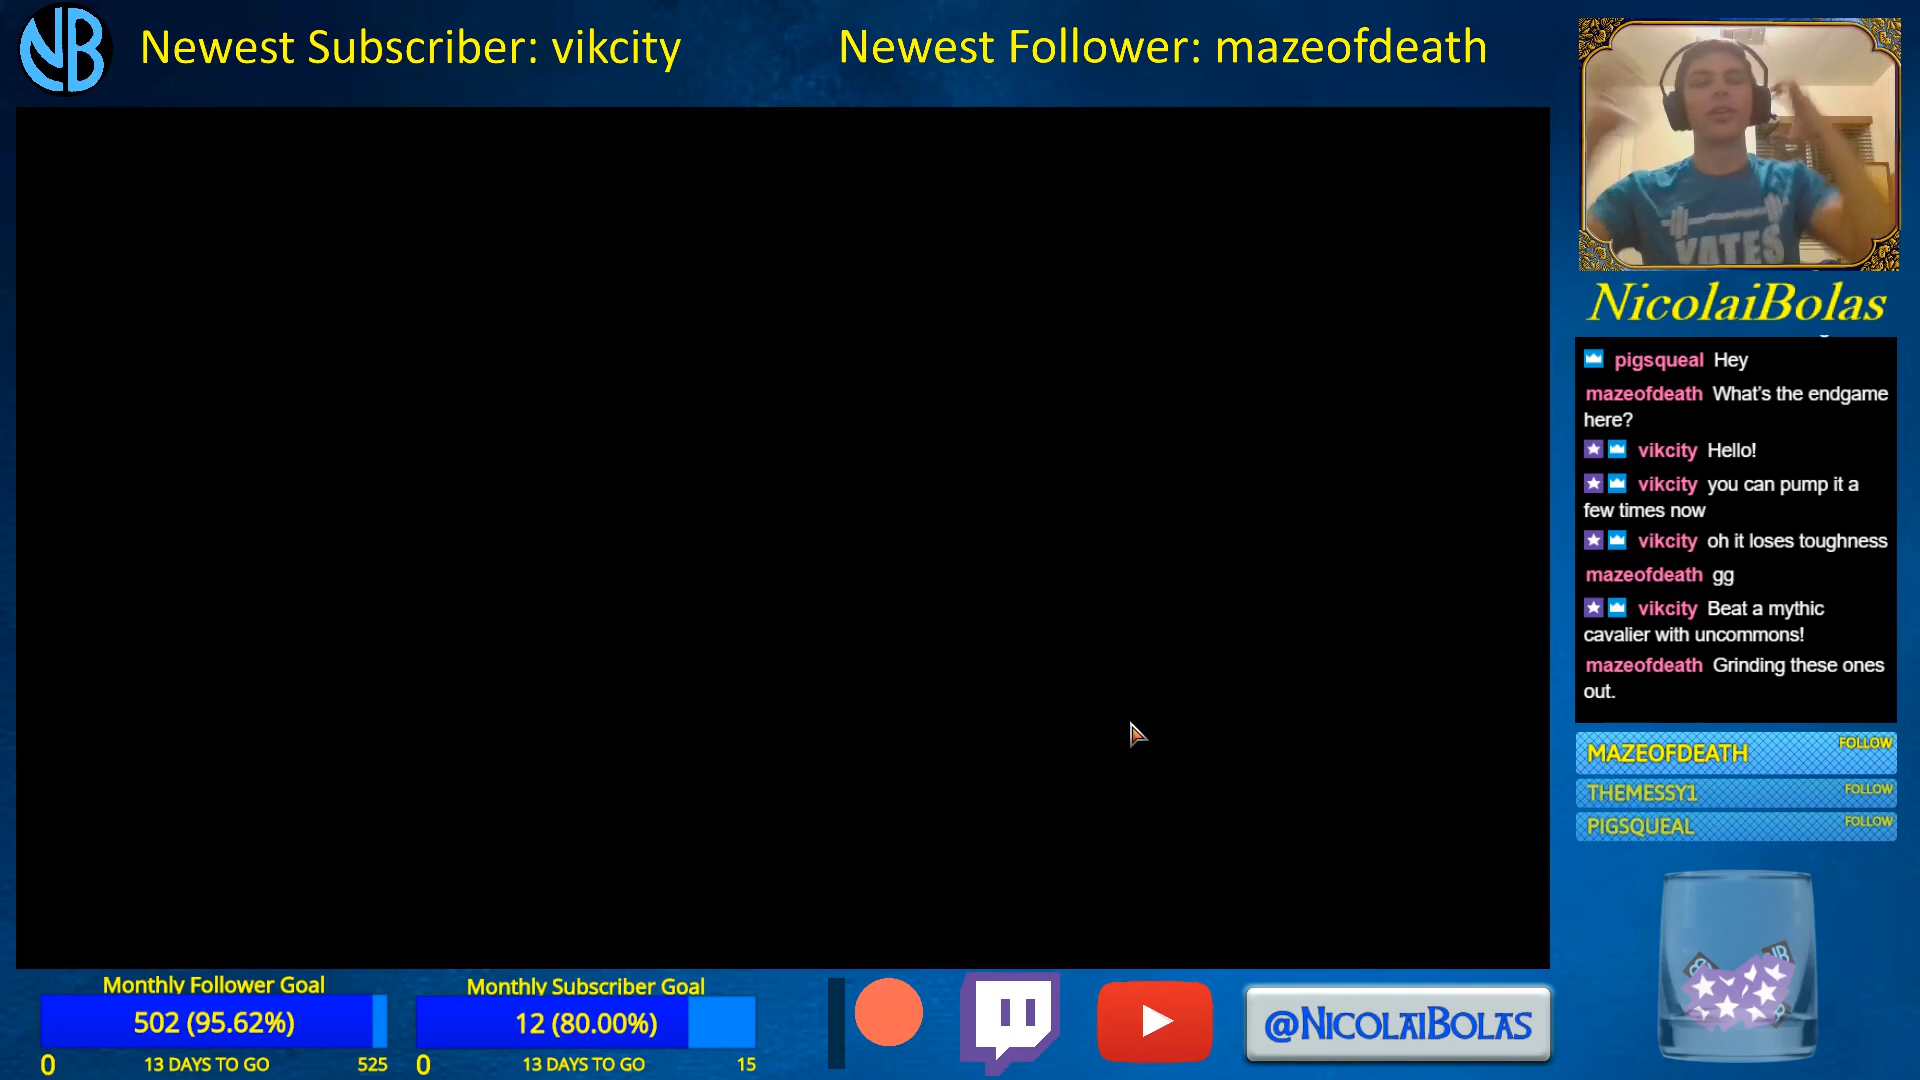 NB
Newest Subscriber: vikcity
Newest Follower: mazeofdeath
YATES
NicolaiBolas
pigsqueal Hey
mazeofdeath What's the endgame
here?
vikcity Hello!
vikcity you can pump it a
few times now
vikcity oh it loses toughness
mazeofdeath gg
vikcity Beat a mythic
cavalier with uncommons!
mazeofdeath Grinding these ones
out.
MAZEOFDEATH FOLLOW
THEMESSY1 FOLLOW
PIGSQUEAL FOLLOW
Monthly Follower Goal
502 (95.62%)
0 13 DAYS TO GO 525
Monthly Subscriber Goal
12 (80.00%)
0 13 DAYS TO GO 15
@NICOLAIBOLAS